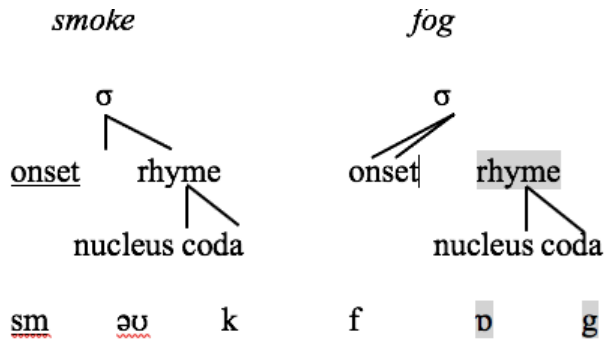 smoke fog
σ σ
onset rhyme onset rhyme
nucleus coda nucleus coda
sm əʊ k f ɒ g